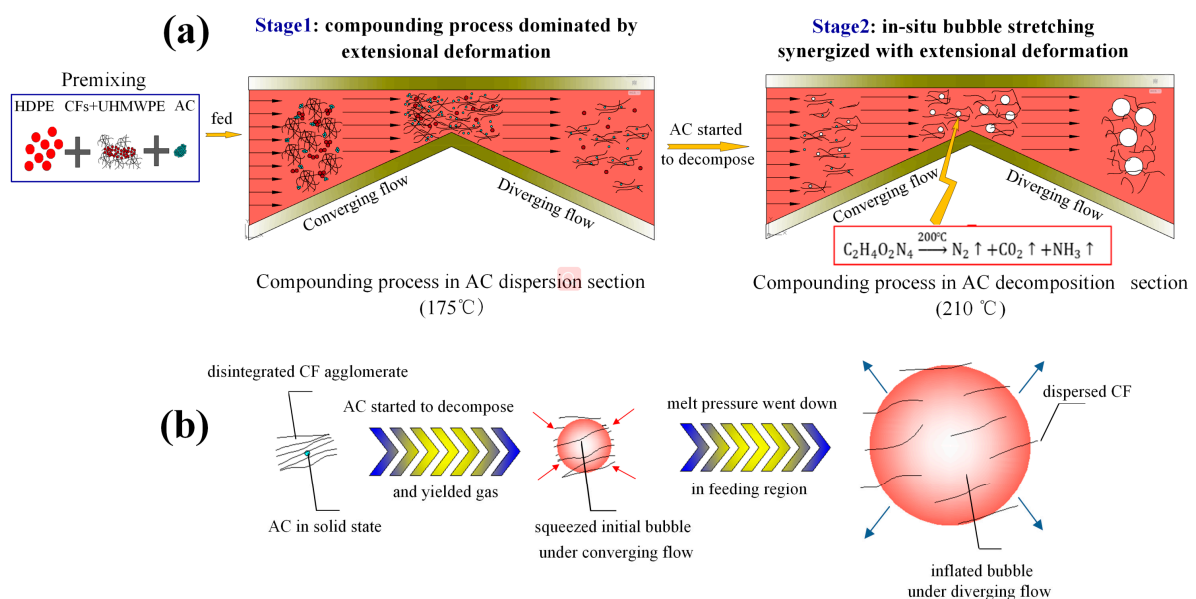 (a)
Stage1: compounding process dominated by
extensional deformation
Stage2: in-situ bubble stretching
synergized with extensional deformation
Premixing
HDPE CFs+UHMWPE AC
fed
Converging flow
Diverging flow
AC started
to decompose
Converging flow
Diverging flow
C₂H₄O₂N₄ —200℃→ N₂ ↑ +CO₂ ↑ +NH₃ ↑
Compounding process in AC dispersion section
(175℃)
Compounding process in AC decomposition section
(210 ℃)
(b)
disintegrated CF agglomerate
AC in solid state
AC started to decompose
and yielded gas
squeezed initial bubble
under converging flow
melt pressure went down
in feeding region
dispersed CF
inflated bubble
under diverging flow